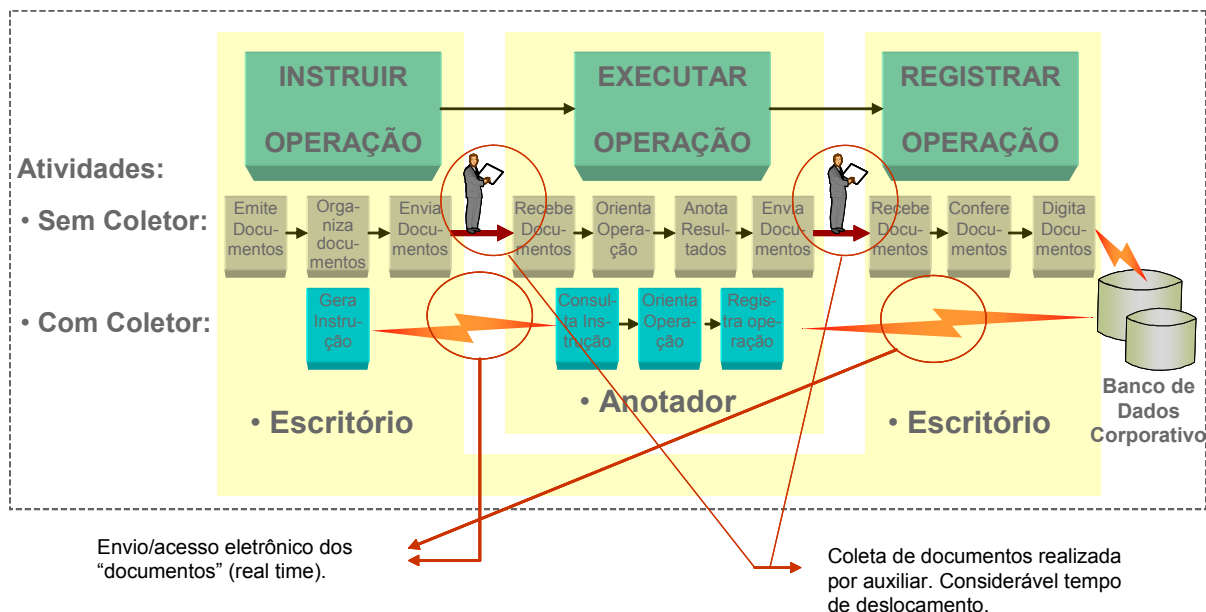 INSTRUIR
OPERAÇÃO
EXECUTAR
OPERAÇÃO
REGISTRAR
OPERAÇÃO
Atividades:
• Sem Coletor:
Emite
Docu-
mentos
Orga-
niza
docu-
mentos
Envia
Docu-
mentos
Recebe
Docu-
mentos
Orienta
Opera-
ção
Anota
Resul-
tados
Envia
Docu-
mentos
Recebe
Docu-
mentos
Confere
Docu-
mentos
Digita
Docu-
mentos
• Com Coletor:
Gera
Instru-
ção
Consul-
ta Ins-
trução
Orienta
Opera-
ção
Regis-
tra ope-
ração
• Escritório
• Anotador
• Escritório
Banco de
Dados
Corporativo
Envio/acesso eletrônico dos
“documentos” (real time).
Coleta de documentos realizada
por auxiliar. Considerável tempo
de deslocamento.